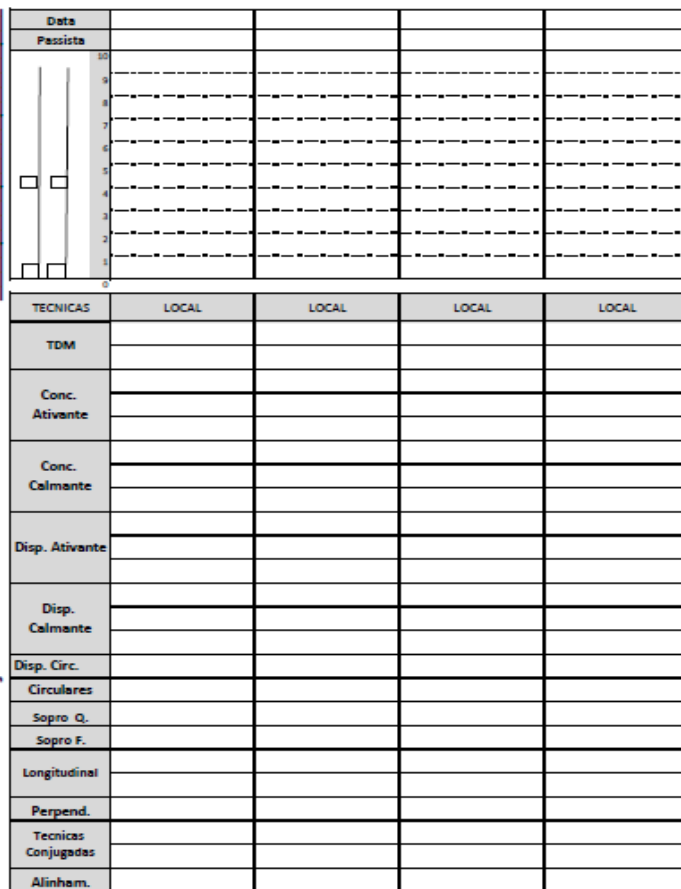 Data
Passista
10
9
8
7
6
5
4
3
2
1
0
TECNICAS LOCAL LOCAL LOCAL LOCAL
TDM
Conc.
Ativante
Conc.
Calmante
Disp. Ativante
Disp.
Calmante
Disp. Circ.
Circulares
Sopro Q.
Sopro F.
Longitudinal
Perpend.
Tecnicas
Conjugadas
Alinham.